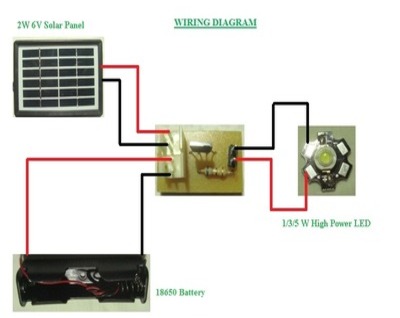 WIRING DIAGRAM
2W 6V Solar Panel
1/3/5 W High Power LED
18650 Battery